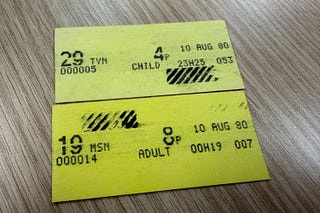 29 TYN 4P 10 AUG 80
000005 CHILD 23H25 053
19 MSN 8P 10 AUG 80
000014 ADULT 00H19 007